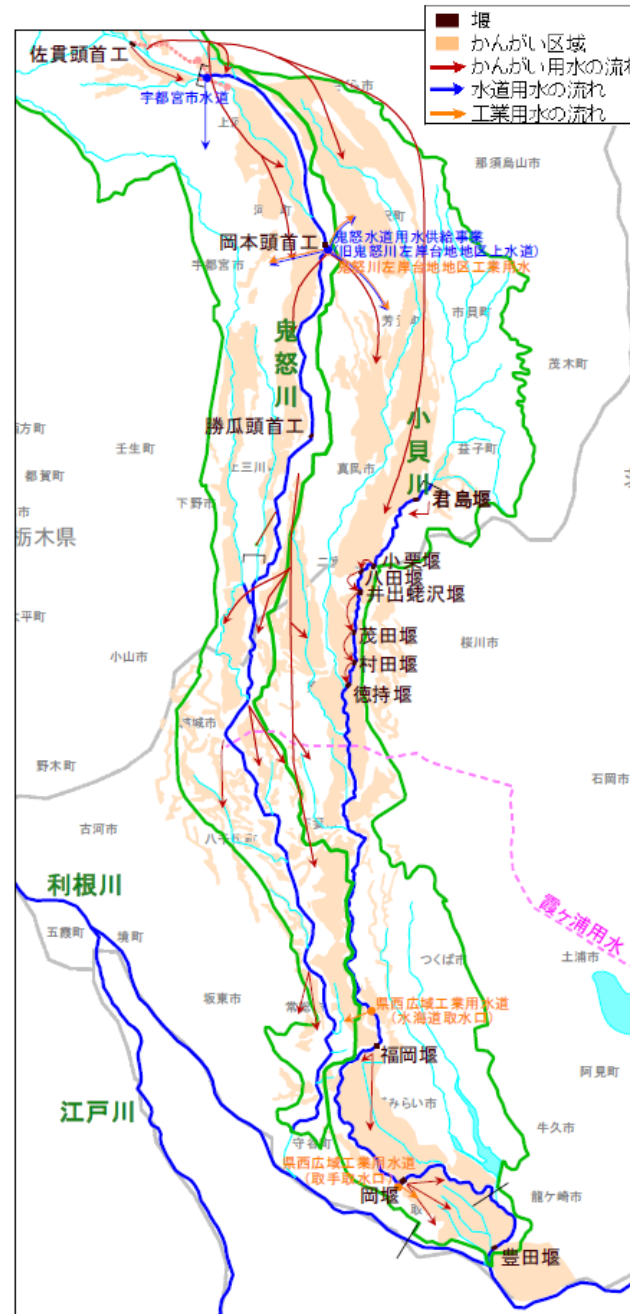 堰
かんがい区域
かんがい用水の流れ
水道用水の流れ
工業用水の流れ
佐貫頭首工
宇都宮市水道
那須烏山市
岡本頭首工
鬼怒水道用水供給事業
(旧鬼怒川左岸台地地区上水道)
鬼怒川左岸台地地区工業用水
宇都宮市
市貝町
茂木町
鬼怒川
小貝川
勝瓜頭首工
壬生町
都賀町
上三川
真岡市
益子町
下野市
栃木県
君島堰
小栗堰
八田堰
井出蛯沢堰
茂田堰
村田堰
徳持堰
桜川市
小山市
野木町
古河市
石岡市
利根川
霞ヶ浦用水
五霞町
境町
つくば市
土浦市
坂東市
県西広域工業用水道
(水海道取水口)
福岡堰
阿見町
みらい市
江戸川
牛久市
守谷町
県西広域工業用水道
(取手取水口)
岡堰
取
龍ケ崎市
豊田堰